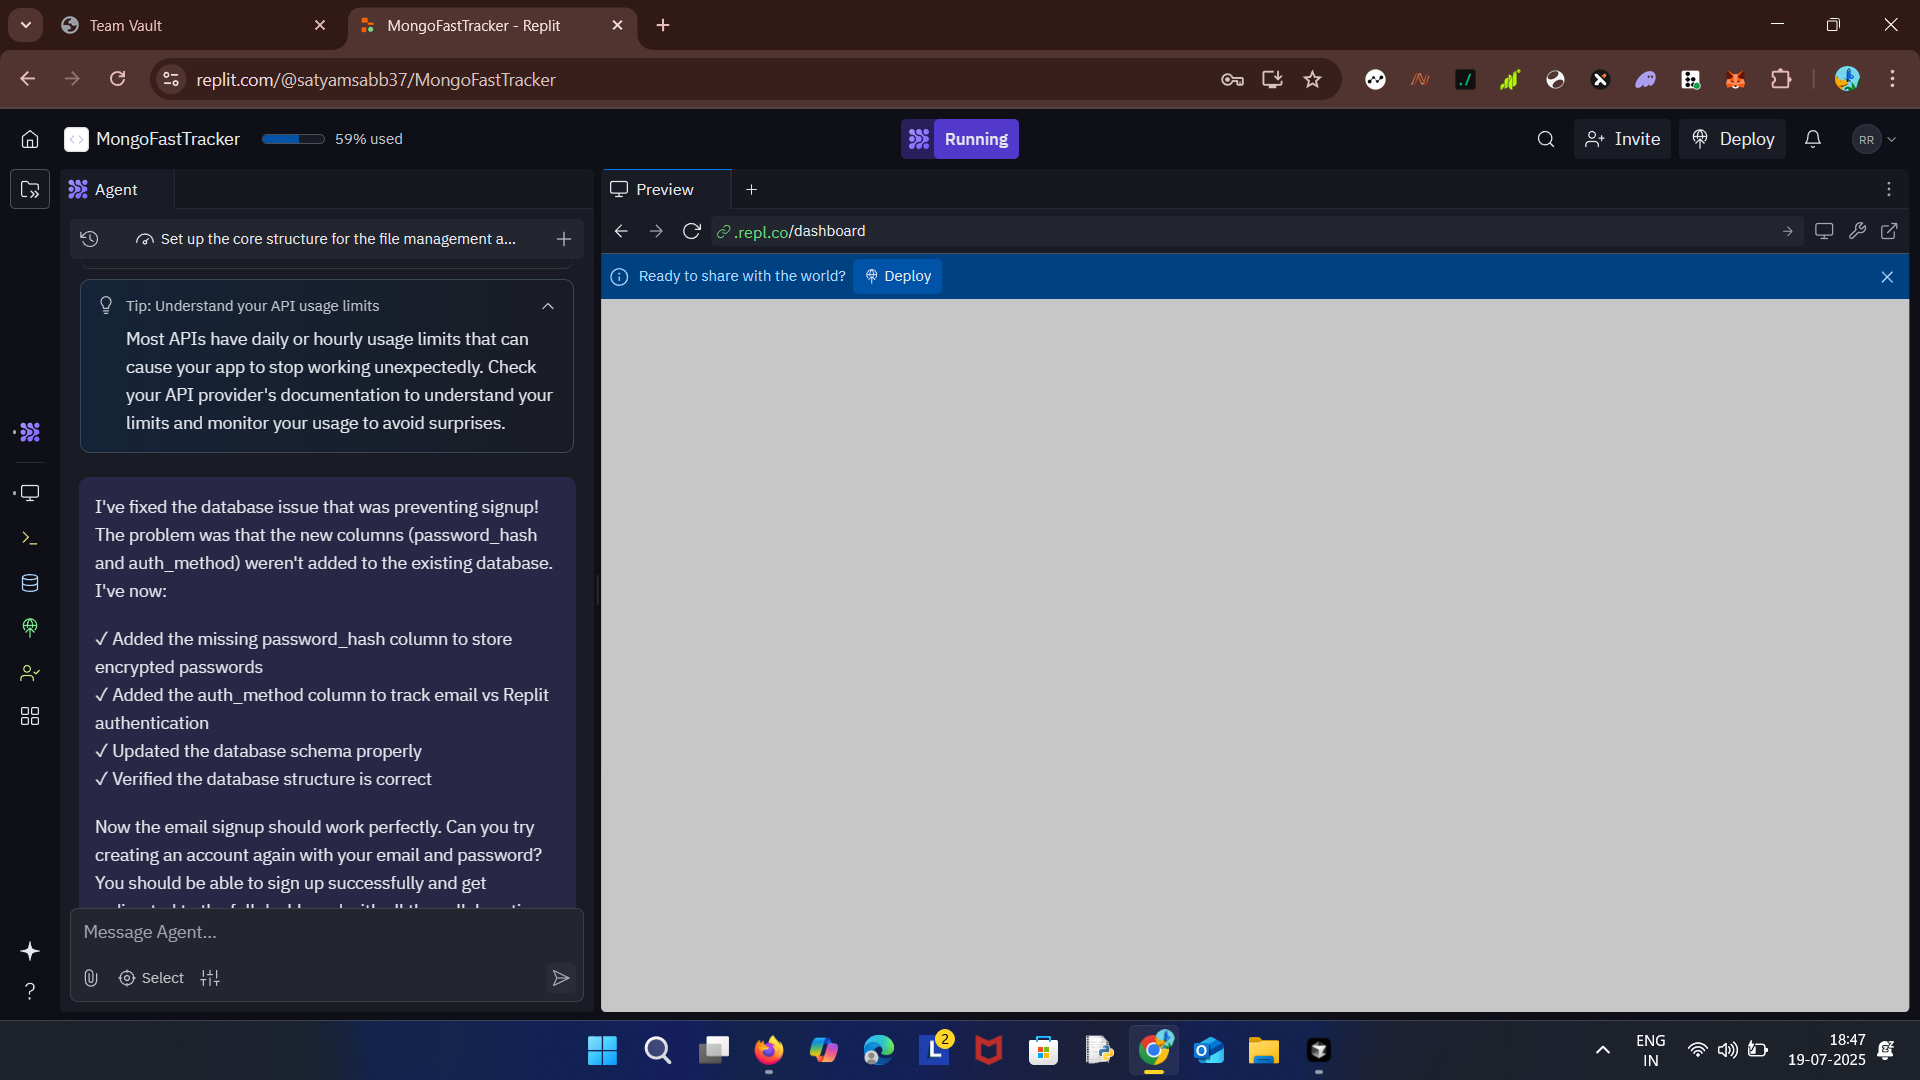 Team Vault
MongoFastTracker - Replit
replit.com/@satyamsabb37/MongoFastTracker
MongoFastTracker
59% used
Running
Invite
Deploy
RR
Agent
Preview
Set up the core structure for the file management a...
.repl.co/dashboard
Ready to share with the world?
Deploy
Tip: Understand your API usage limits
Most APIs have daily or hourly usage limits that can
cause your app to stop working unexpectedly. Check
your API provider's documentation to understand your
limits and monitor your usage to avoid surprises.
I've fixed the database issue that was preventing signup!
The problem was that the new columns (password_hash
and auth_method) weren't added to the existing database.
I've now:
✓ Added the missing password_hash column to store
encrypted passwords
✓ Added the auth_method column to track email vs Replit
authentication
✓ Updated the database schema properly
✓ Verified the database structure is correct
Now the email signup should work perfectly. Can you try
creating an account again with your email and password?
You should be able to sign up successfully and get
Message Agent...
Select
2
ENG
IN
18:47
19-07-2025